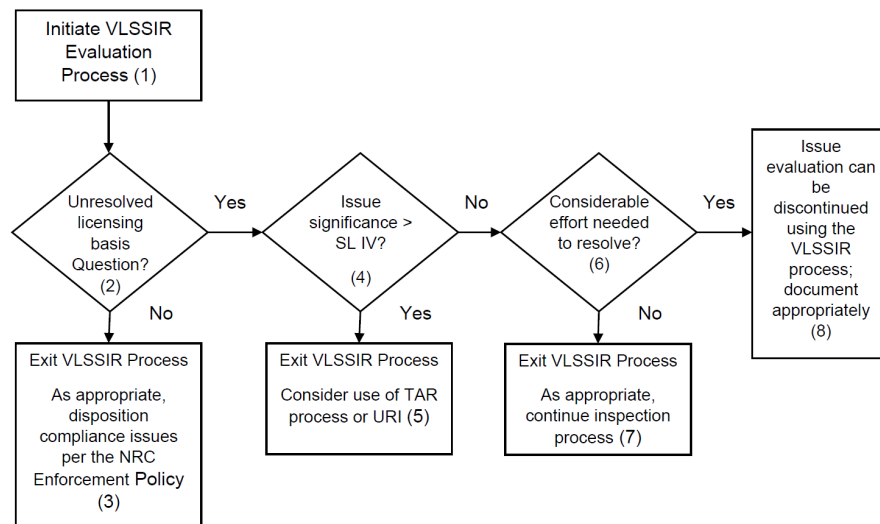 Initiate VLSSIR
Evaluation
Process (1)
Unresolved
licensing
basis
Question?
(2)
Yes
No
Exit VLSSIR Process
As appropriate,
disposition
compliance issues
per the NRC
Enforcement Policy
(3)
Issue
significance >
SL IV?
(4)
No
Yes
Exit VLSSIR Process
Consider use of TAR
process or URI (5)
Considerable
effort needed
to resolve?
(6)
Yes
No
Exit VLSSIR Process
As appropriate,
continue inspection
process (7)
Issue
evaluation can
be
discontinued
using the
VLSSIR
process;
document
appropriately
(8)